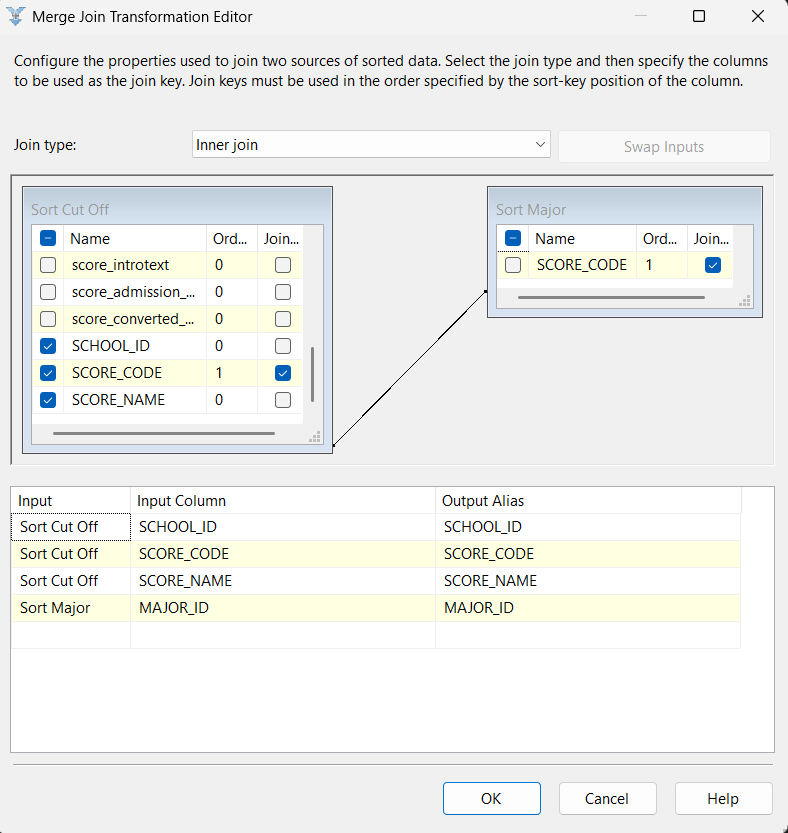 Merge Join Transformation Editor
Configure the properties used to join two sources of sorted data. Select the join type and then specify the columns
to be used as the join key. Join keys must be used in the order specified by the sort-key position of the column.
Join type:
Inner join
Swap Inputs
Sort Cut Off
Name Ord... Join...
score_introtext 0
score_admission_... 0
score_converted_... 0
SCHOOL_ID 0
SCORE_CODE 1
SCORE_NAME 0
Sort Major
Name Ord... Join...
SCORE_CODE 1
Input Input Column Output Alias
Sort Cut Off SCHOOL_ID SCHOOL_ID
Sort Cut Off SCORE_CODE SCORE_CODE
Sort Cut Off SCORE_NAME SCORE_NAME
Sort Major MAJOR_ID MAJOR_ID
OK Cancel Help